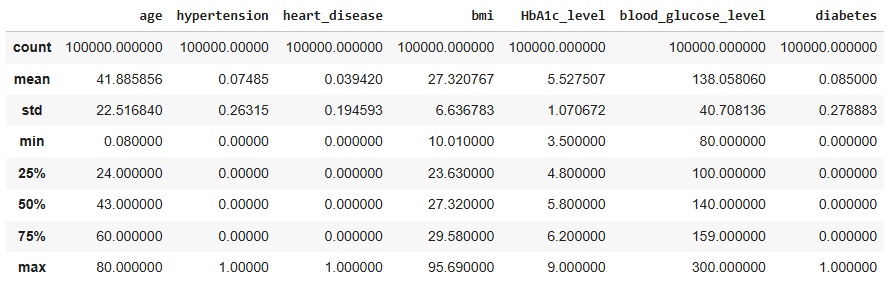 age hypertension heart_disease bmi HbA1c_level blood_glucose_level diabetes
count 100000.000000 100000.00000 100000.000000 100000.000000 100000.000000 100000.000000 100000.000000
mean 41.885856 0.07485 0.039420 27.320767 5.527507 138.058060 0.085000
std 22.516840 0.26315 0.194593 6.636783 1.070672 40.708136 0.278883
min 0.080000 0.00000 0.000000 10.010000 3.500000 80.000000 0.000000
25% 24.000000 0.00000 0.000000 23.630000 4.800000 100.000000 0.000000
50% 43.000000 0.00000 0.000000 27.320000 5.800000 140.000000 0.000000
75% 60.000000 0.00000 0.000000 29.580000 6.200000 159.000000 0.000000
max 80.000000 1.00000 1.000000 95.690000 9.000000 300.000000 1.000000